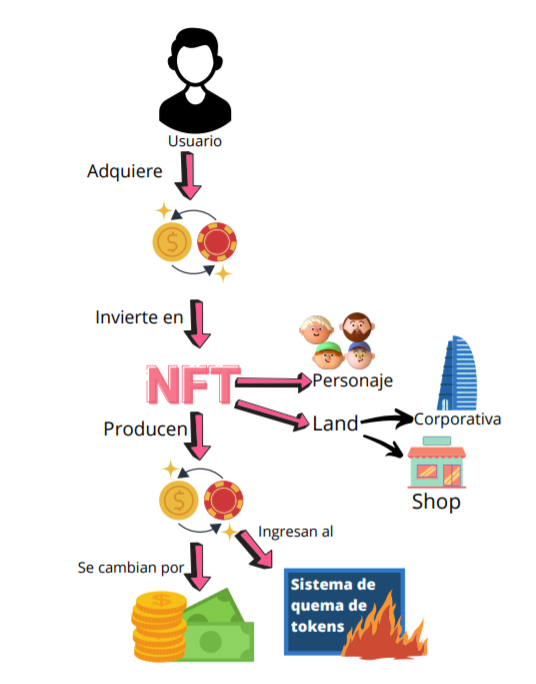 Usuario
Adquiere
Invierte en
NFT
Personaje
Land
Corporativa
Shop
Producen
Ingresan al
Se cambian por
Sistema de
quema de
tokens